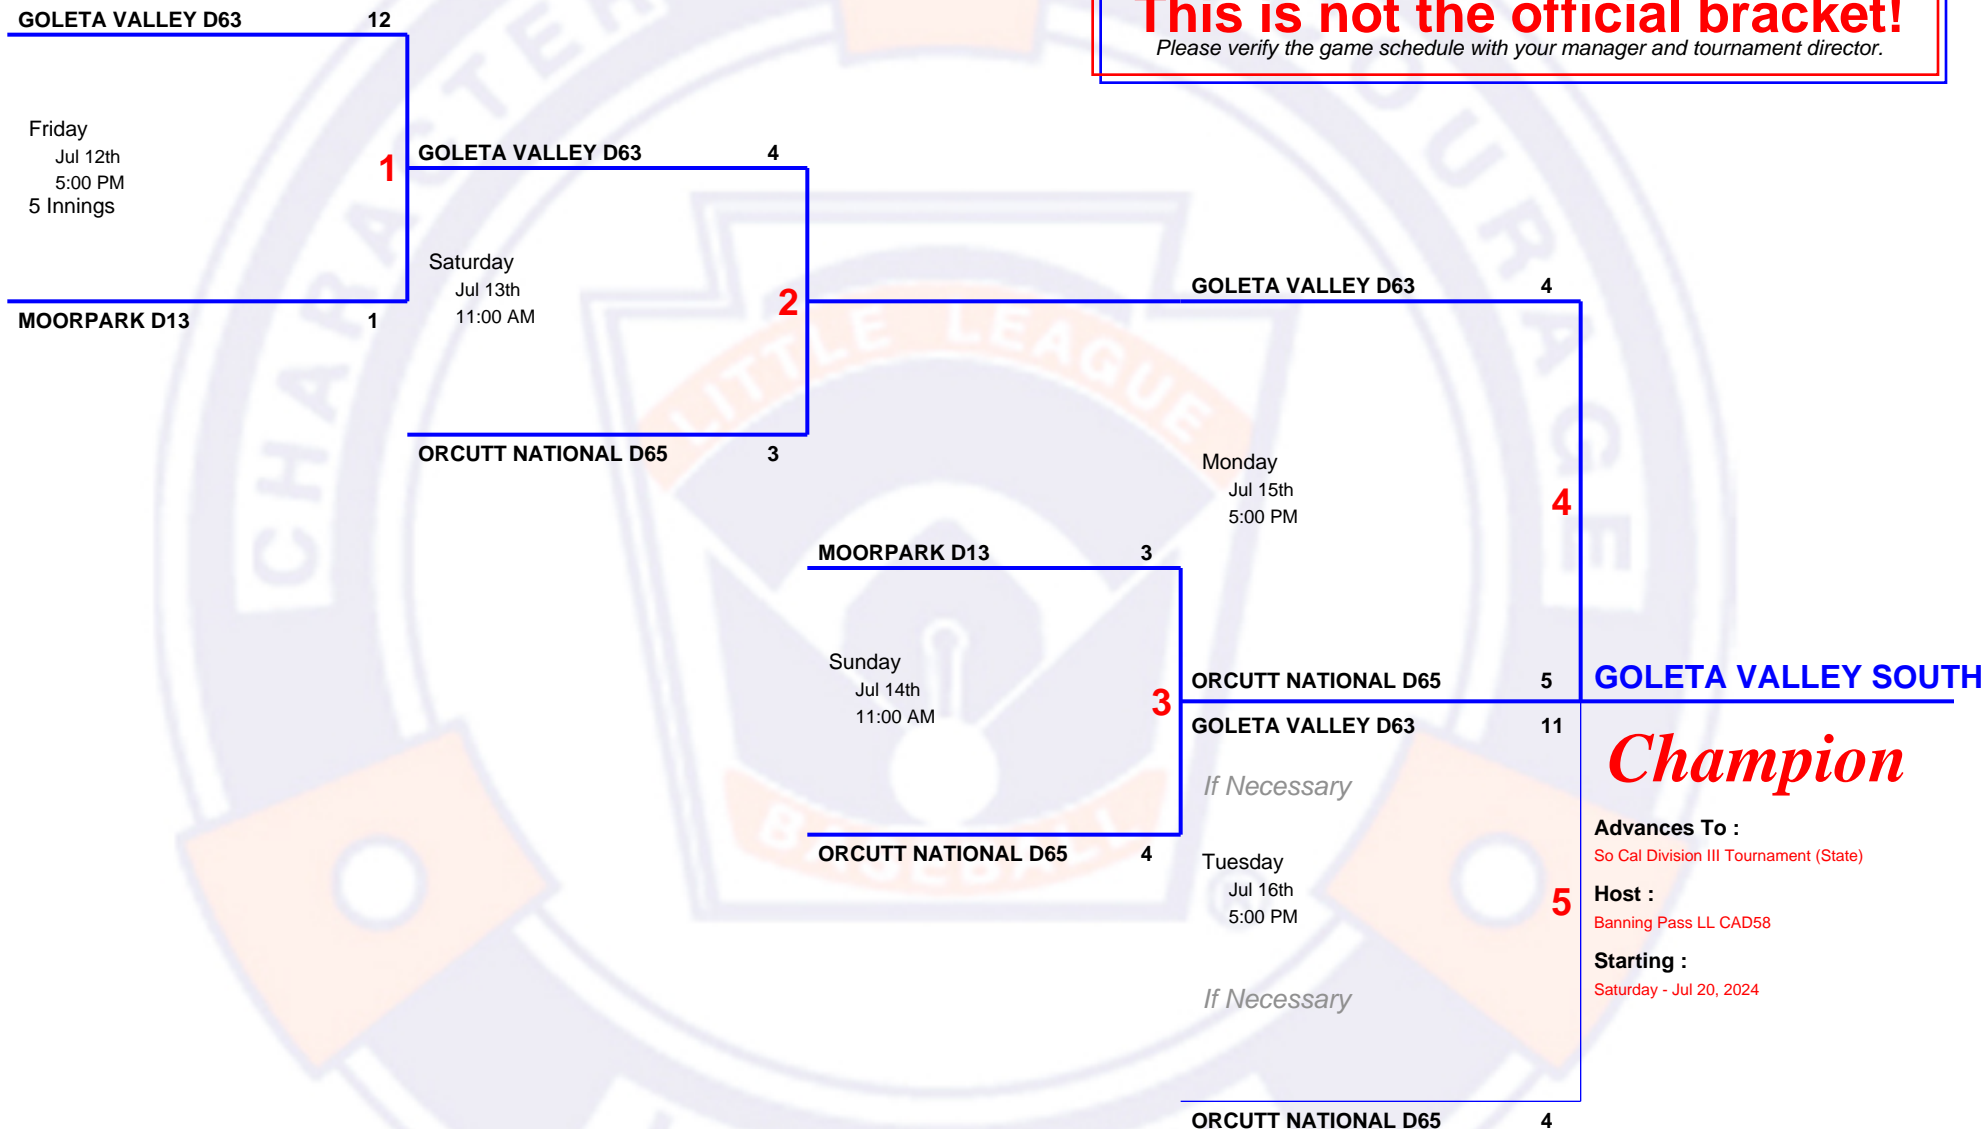 GOLETA VALLEY D63 12
This is not the official bracket!
Please verify the game schedule with your manager and tournament director.
Friday
Jul 12th
5:00 PM
5 Innings
1
MOORPARK D13 1
GOLETA VALLEY D63 4
Saturday
Jul 13th
11:00 AM
2
ORCUTT NATIONAL D65 3
GOLETA VALLEY D63 4
Monday
Jul 15th
5:00 PM
4
MOORPARK D13 3
Sunday
Jul 14th
11:00 AM
3
ORCUTT NATIONAL D65 4
ORCUTT NATIONAL D65 5
GOLETA VALLEY SOUTH
GOLETA VALLEY D63 11
If Necessary
Tuesday
Jul 16th
5:00 PM
5
If Necessary
ORCUTT NATIONAL D65 4
Champion
Advances To :
So Cal Division III Tournament (State)
Host :
Banning Pass LL CAD58
Starting :
Saturday - Jul 20, 2024
CHARACTER
COURAGE
LITTLE LEAGUE
BASEBALL
®